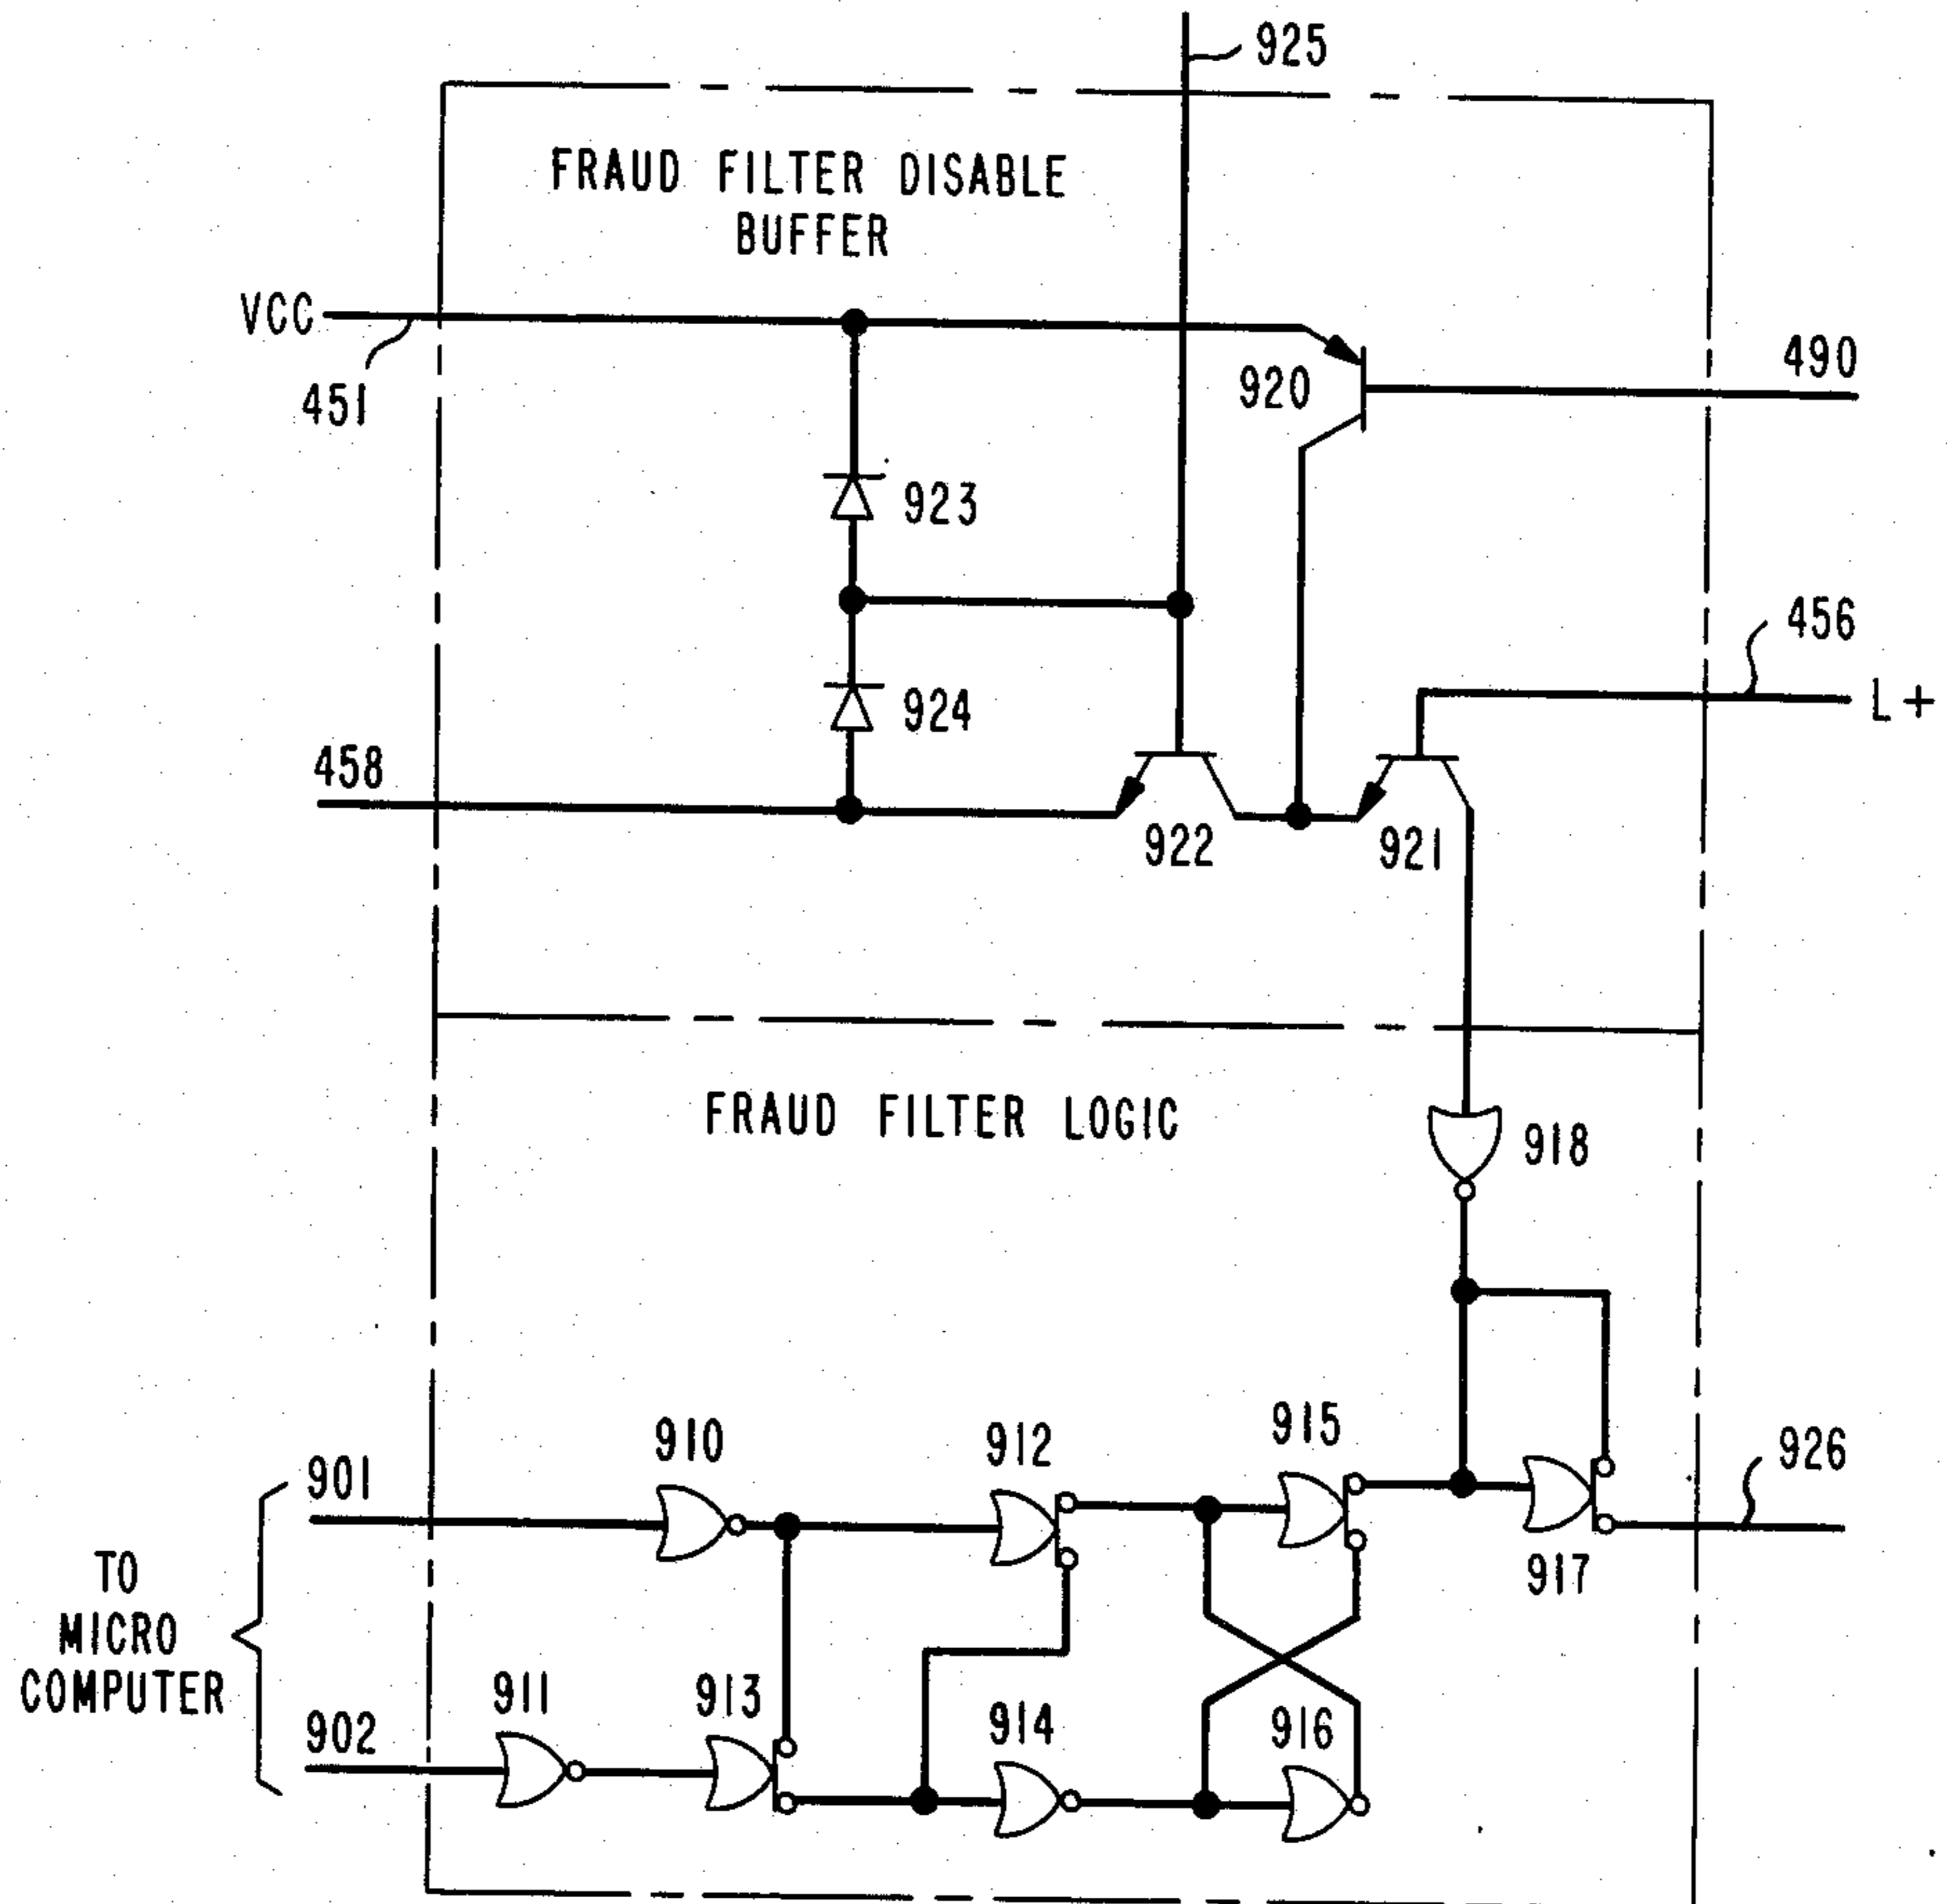 925
FRAUD FILTER DISABLE
BUFFER
VCC
451
920
490
923
456
L+
924
458
922
921
FRAUD FILTER LOGIC
918
910
912
915
926
901
917
TO
MICRO
COMPUTER
911
913
914
916
902